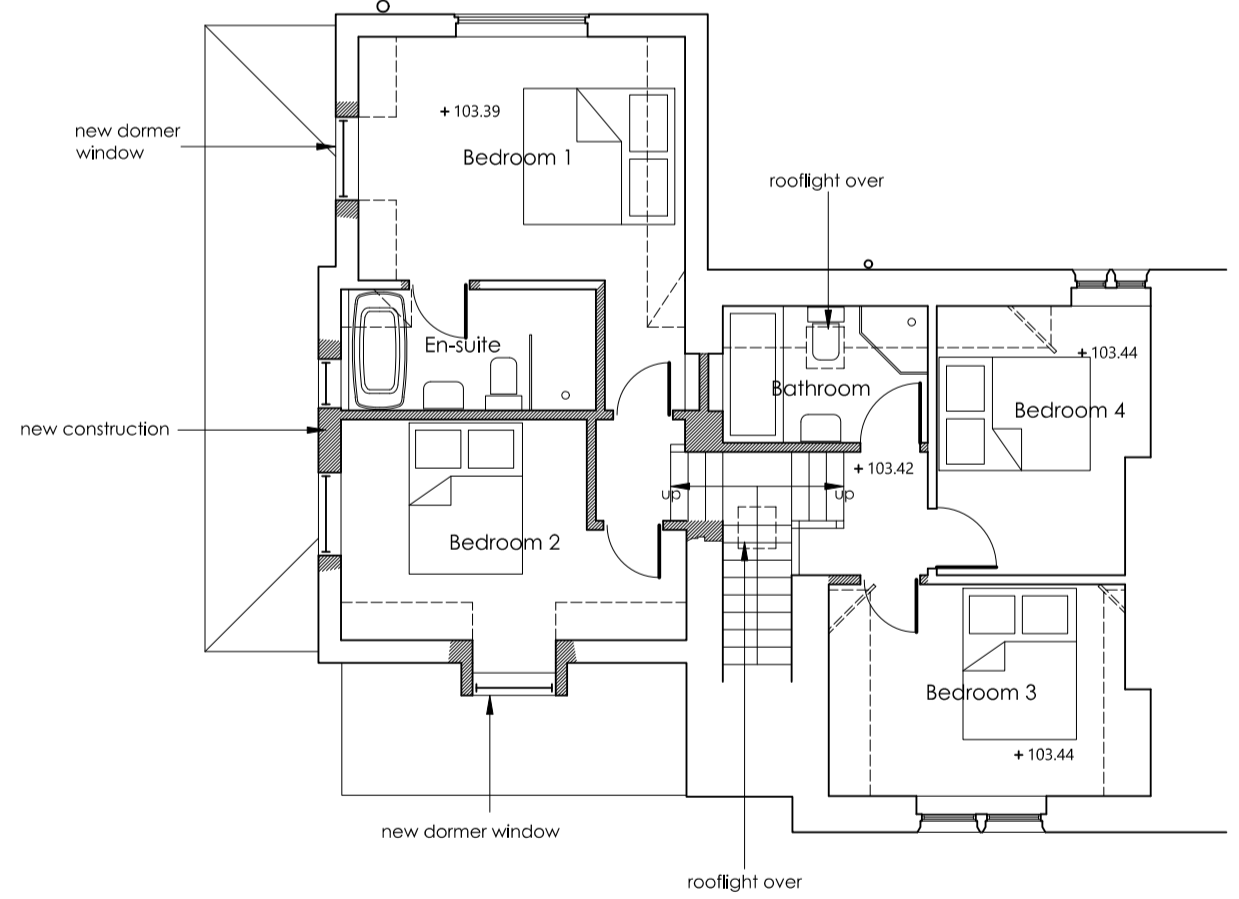 + 103.39
new dormer
window
Bedroom 1
rooflight over
En-suite
+ 103.44
Bathroom
Bedroom 4
new construction
+ 103.42
up
up
Bedroom 2
Bedroom 3
+ 103.44
new dormer window
rooflight over